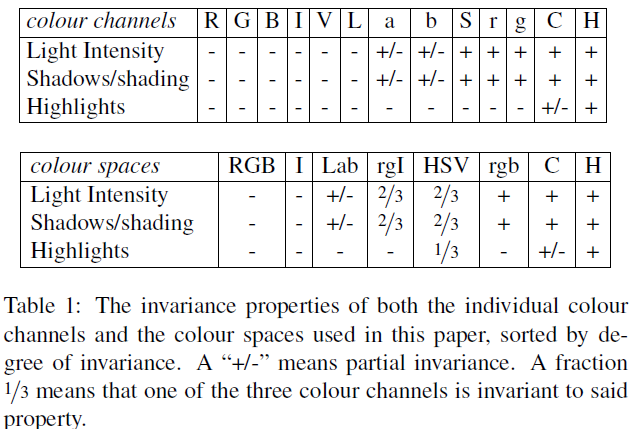 colour channels R G B I V L a b S r g C H
Light Intensity - - - - - - +/- +/- + + + + +
Shadows/shading - - - - - - +/- +/- + + + + +
Highlights - - - - - - - - - - - +/- +
colour spaces RGB I Lab rgI HSV rgb C H
Light Intensity - - +/- 2/3 2/3 + + +
Shadows/shading - - +/- 2/3 2/3 + + +
Highlights - - - - 1/3 - +/- +
Table 1: The invariance properties of both the individual colour
channels and the colour spaces used in this paper, sorted by de-
gree of invariance. A “+/-” means partial invariance. A fraction
1/3 means that one of the three colour channels is invariant to said
property.